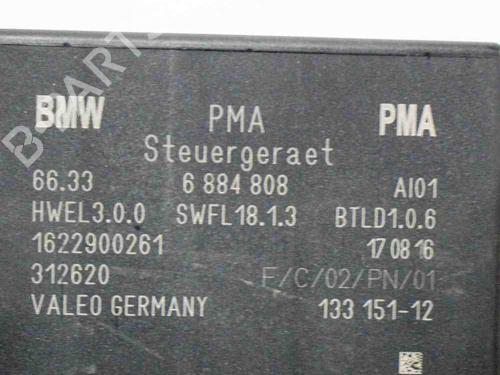 BMW PMA PMA
Steuergeraet
66.33 6 884 808 AI01
HWEL3.0.0 SWFL18.1.3 BTLD1.0.6
1622900261 17 08 16
312620 F/C/02/PN/01
VALEO GERMANY 133 151-12